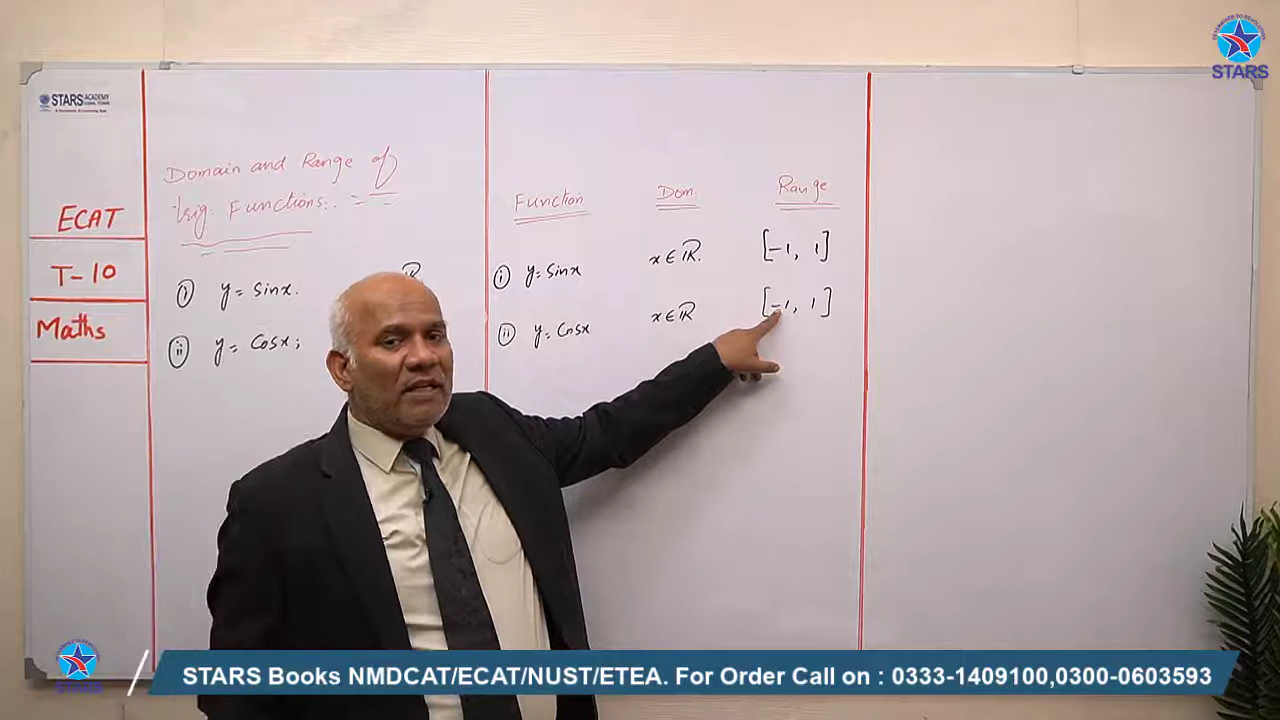 STARS
STARS ACADEMY
ECAT
T-10
Maths
Domain and Range of
trig. Functions:
(i) y = sinx.
ℝ
(ii) y = Cosx;
Function Dom. Range
(i) y = sinx x ∈ ℝ. [-1, 1]
(ii) y = Cosx x ∈ ℝ [-1, 1]
STARS Books NMDCAT/ECAT/NUST/ETEA. For Order Call on : 0333-1409100,0300-0603593